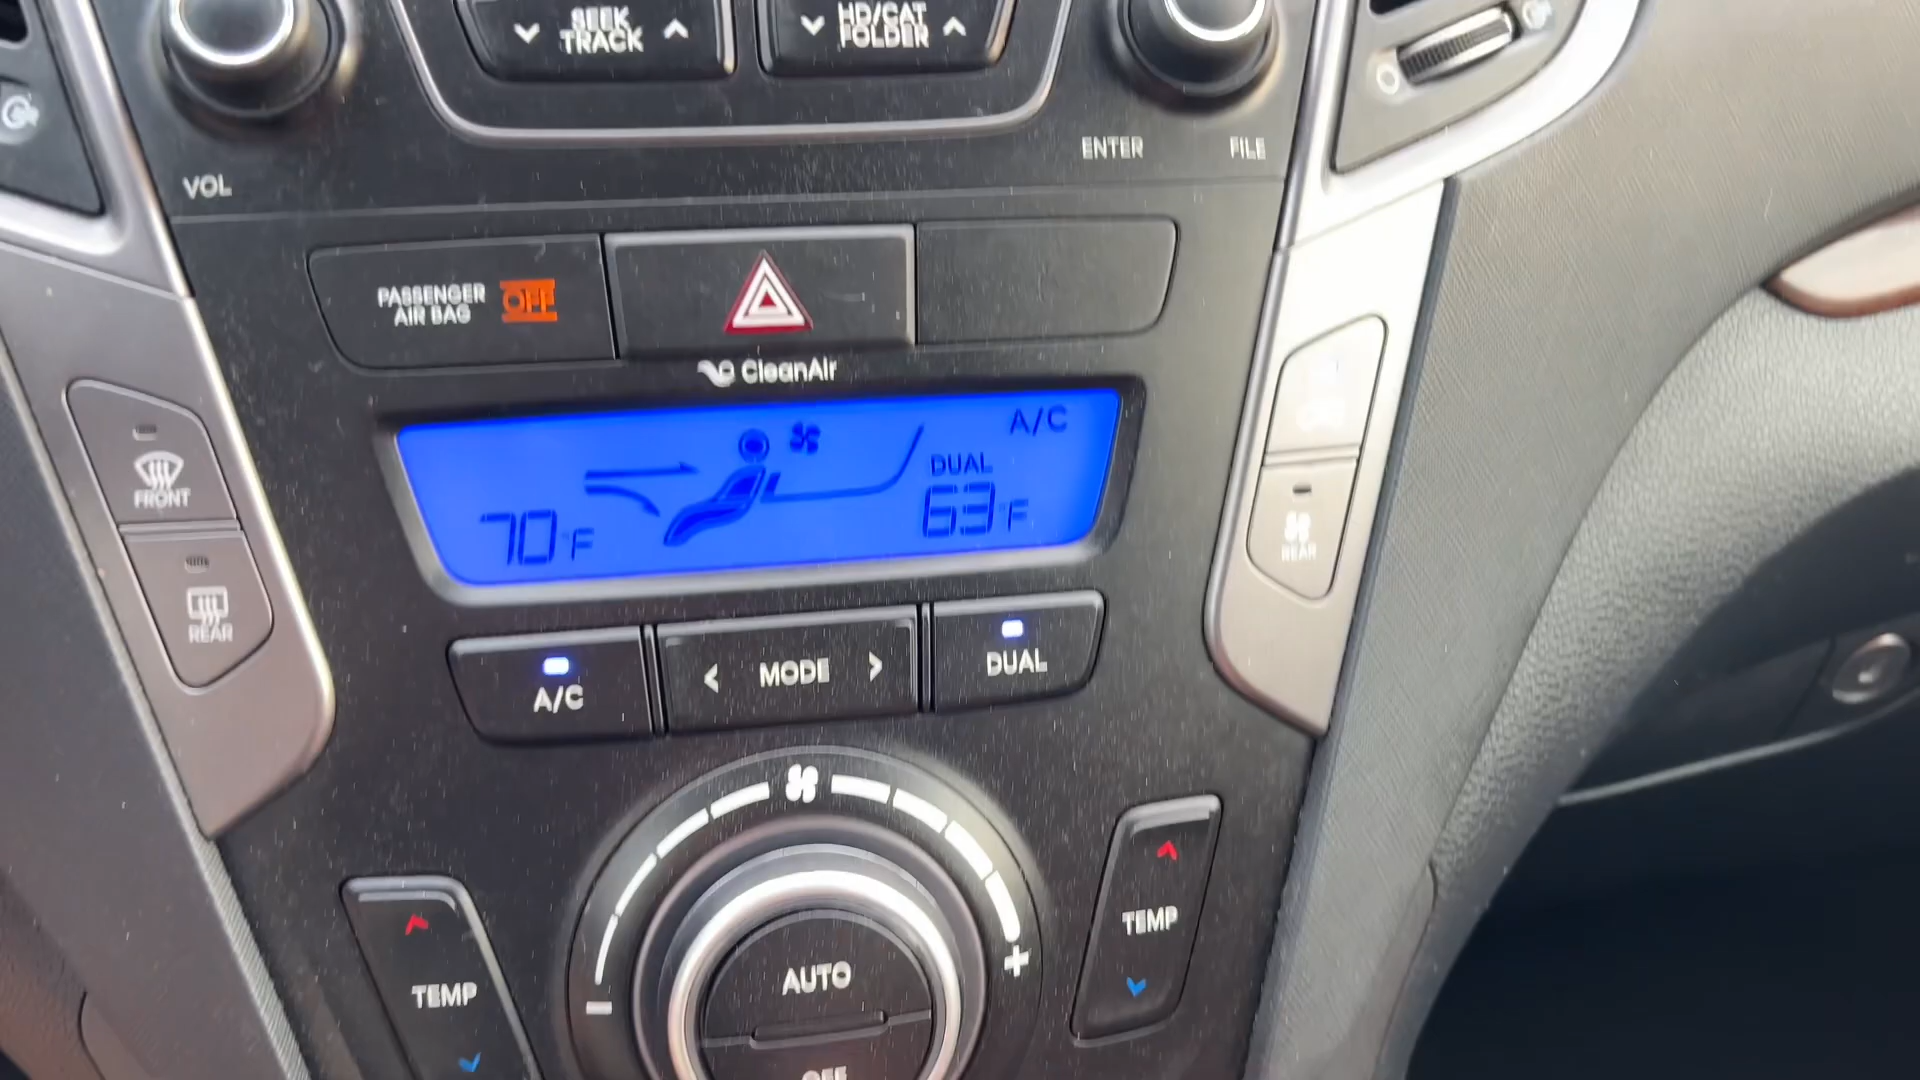 SEEK
TRACK
HD/CAT
FOLDER
VOL
ENTER
FILE
PASSENGER
AIR BAG
OFF
CleanAir
A/C
DUAL
70°F
63°F
FRONT
REAR
REAR
A/C
< MODE >
DUAL
TEMP
TEMP
AUTO
OFF